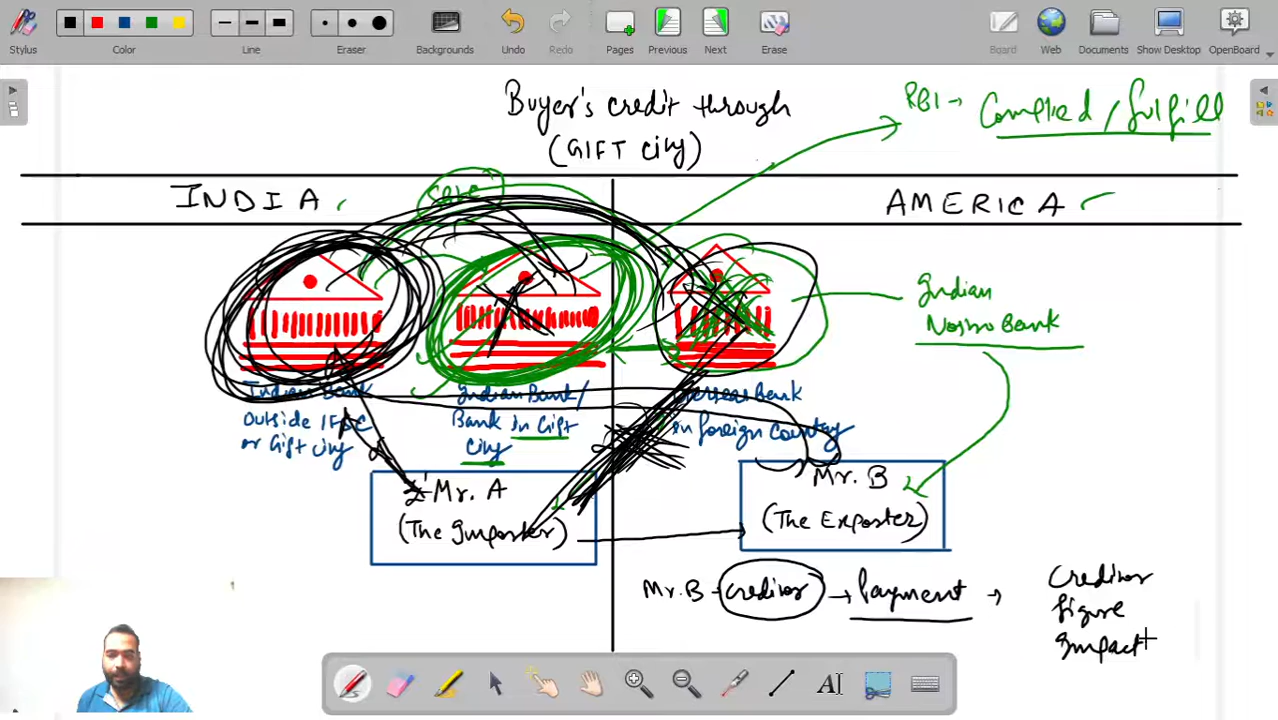 Stylus
Color
Line
Eraser
Backgrounds
Undo
Redo
Pages
Previous
Next
Erase
Board
Web
Documents
Show Desktop
OpenBoard
Buyer's credit through
(GIFT city)
RBI → Complied / fulfill
INDIA
SBLC
AMERICA
Indian
Nostro Bank
Indian Bank
outside IFSC
or Gift city
Indian Bank/
Bank in Gift
city
Oversea Bank
in foreign country
Mr. A
(The Importer)
Mr. B
(The Exporter)
Mr. B - creditor → Payment →
Creditor
figure
Impact